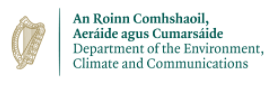 An Roinn Comhshaoil,
Aeráide agus Cumarsáide
Department of the Environment,
Climate and Communications